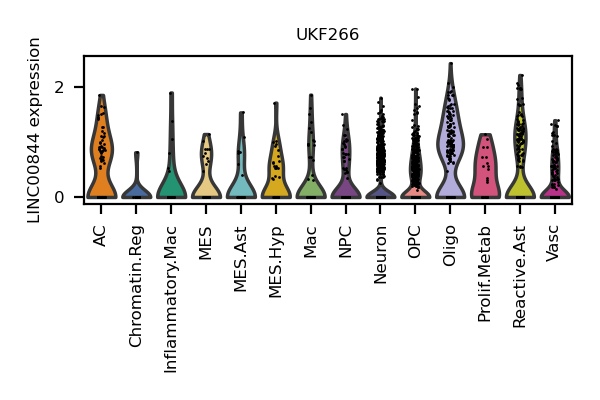 UKF266
LINC00844 expression
2
0
AC
Chromatin.Reg
Inflammatory.Mac
MES
MES.Ast
MES.Hyp
Mac
NPC
Neuron
OPC
Oligo
Prolif.Metab
Reactive.Ast
Vasc